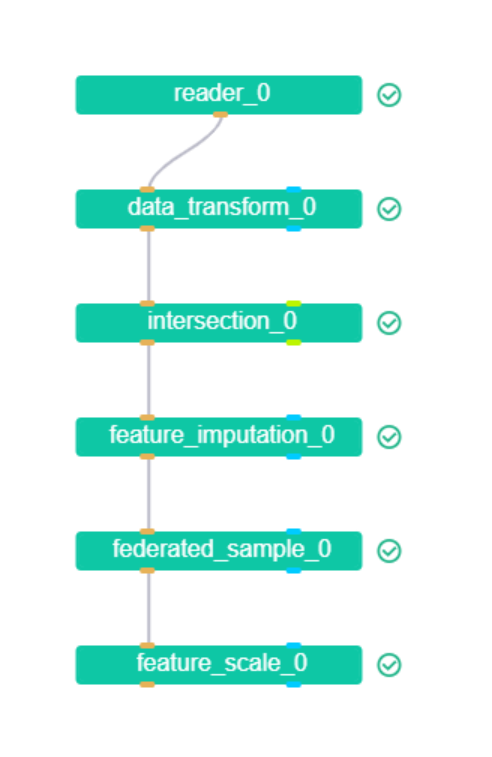 reader_0
data_transform_0
intersection_0
feature_imputation_0
federated_sample_0
feature_scale_0